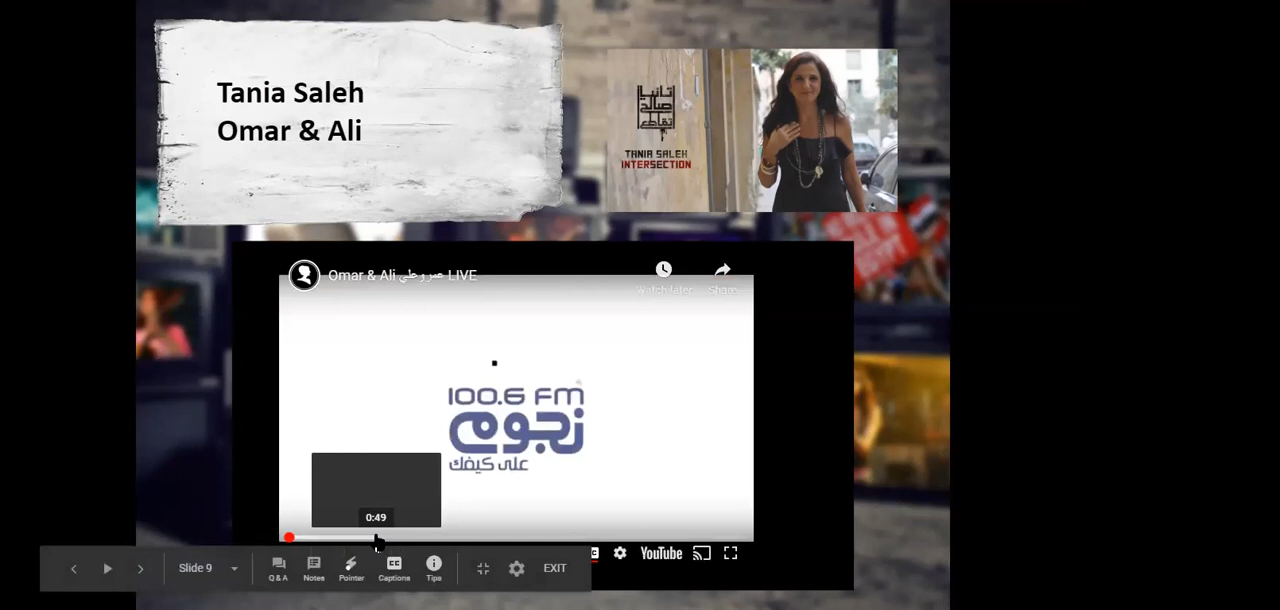 Tania Saleh
Omar & Ali
تانيا
صالح
تقاطع
TANIA SALEH
INTERSECTION
Omar & Ali عمر و علي LIVE
Watch later
Share
100.6 FM
نجوم
على كيفك
0:49
Slide 9
Q & A
Notes
Pointer
Captions
Tips
EXIT
YouTube